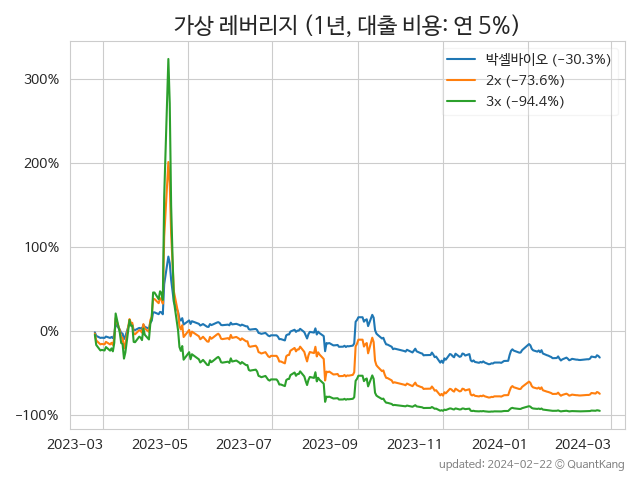 가상 레버리지 (1년, 대출 비용: 연 5%)
박셀바이오 (−30.3%)
2x (−73.6%)
3x (−94.4%)
300%
200%
100%
0%
−100%
2023-03 2023-05 2023-07 2023-09 2023-11 2024-01 2024-03
updated: 2024-02-22 © QuantKang